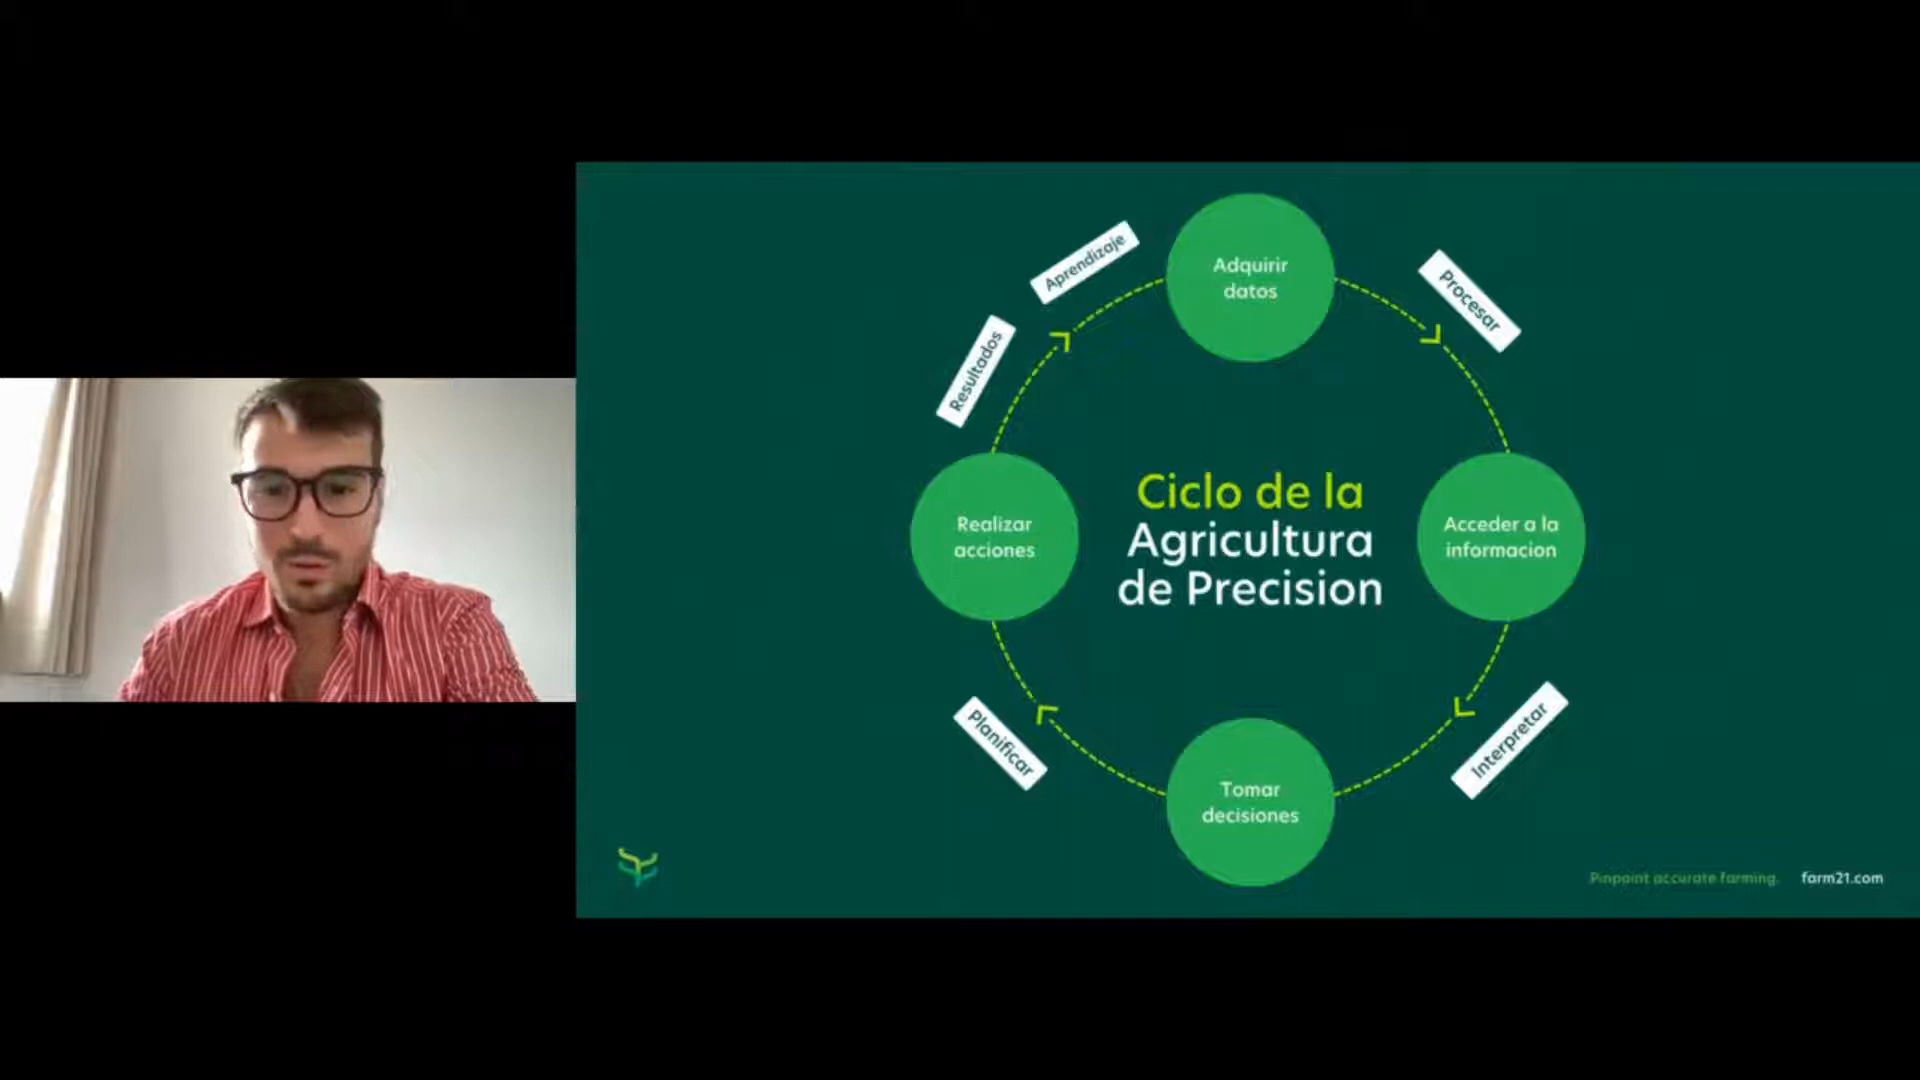 Aprendizaje
Adquirir
datos
Procesar
Resultados
Ciclo de la
Agricultura
de Precision
Realizar
acciones
Acceder a la
informacion
Planificar
Interpretar
Tomar
decisiones
Pinpoint accurate farming.
farm21.com